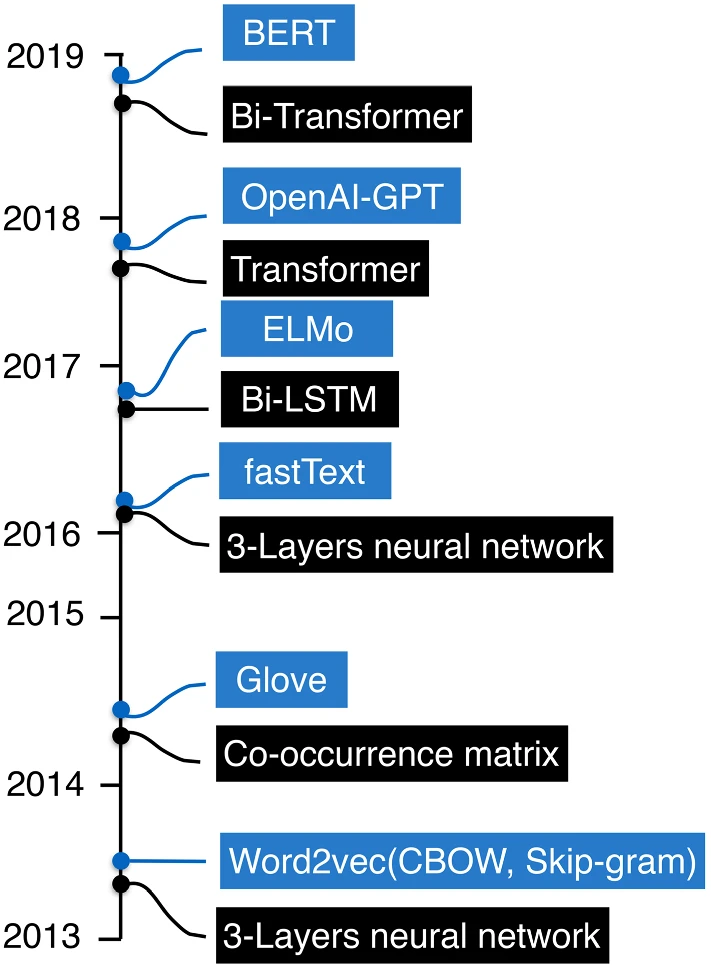 2019
BERT
Bi-Transformer
OpenAI-GPT
2018
Transformer
ELMo
2017
Bi-LSTM
fastText
2016
3-Layers neural network
2015
Glove
Co-occurrence matrix
2014
Word2vec(CBOW, Skip-gram)
2013
3-Layers neural network